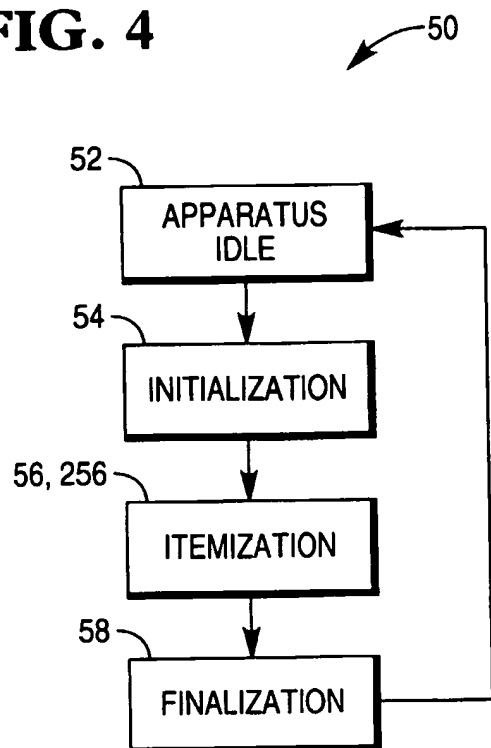 FIG. 4
50
52
APPARATUS
IDLE
54
INITIALIZATION
56, 256
ITEMIZATION
58
FINALIZATION